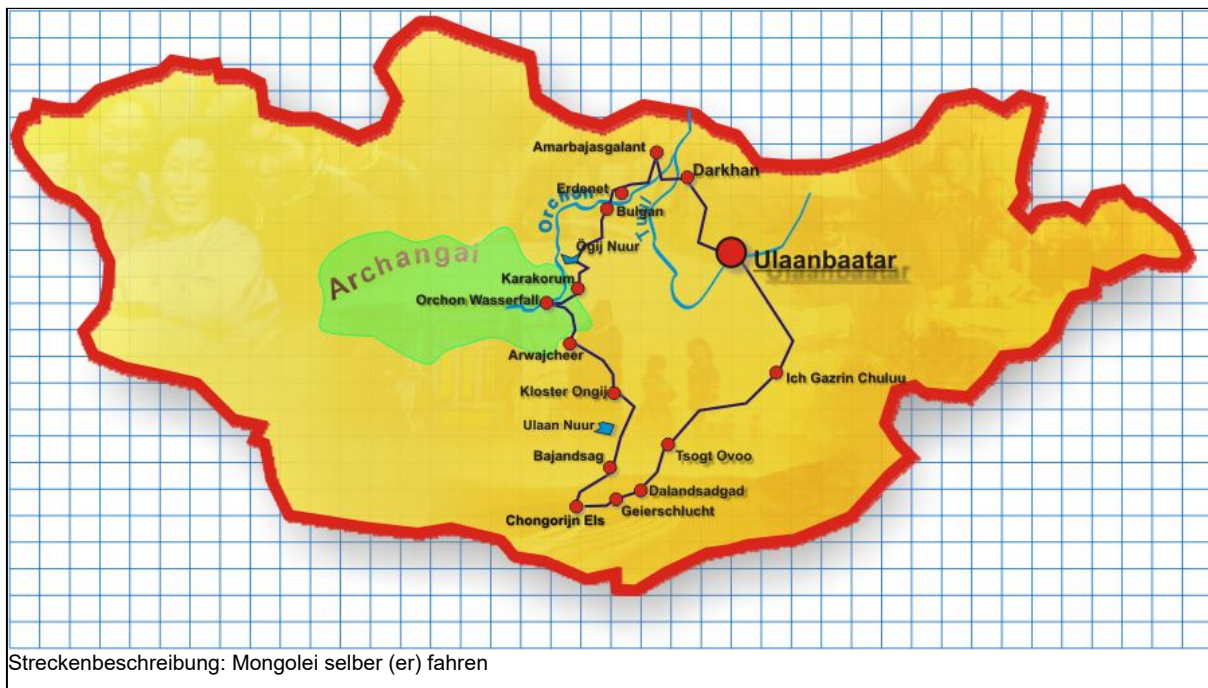 Amarbajasgalant
Darkhan
Erdenet
Orchon
Bulgan
Tuul
Ögij Nuur
Ulaanbaatar
Archangai
Karakorum
Orchon Wasserfall
Arwajcheer
Ich Gazrin Chuluu
Kloster Ongij
Ulaan Nuur
Bajandsag
Tsogt Ovoo
Dalandsadgad
Geierschlucht
Chongorijn Els
Streckenbeschreibung: Mongolei selber (er) fahren